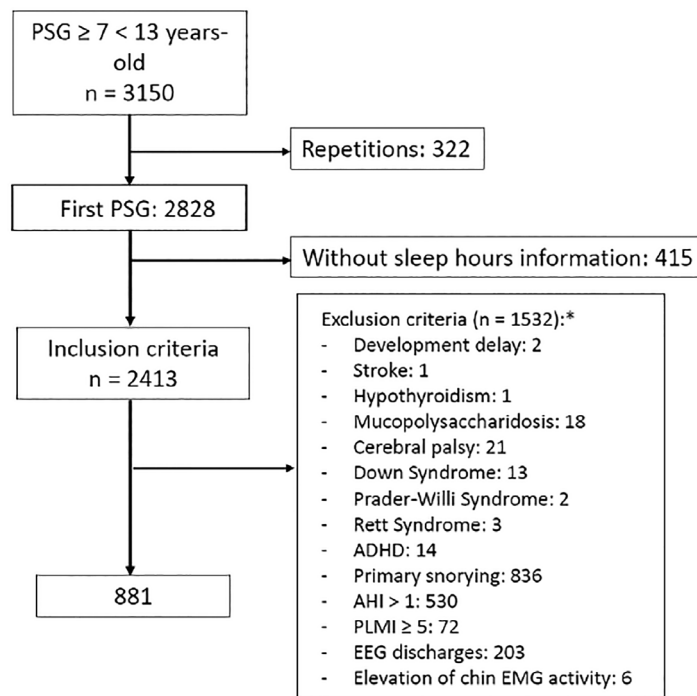 PSG ≥ 7 < 13 years-
old
n = 3150
Repetitions: 322
First PSG: 2828
Without sleep hours information: 415
Inclusion criteria
n = 2413
Exclusion criteria (n = 1532):*
- Development delay: 2
- Stroke: 1
- Hypothyroidism: 1
- Mucopolysaccharidosis: 18
- Cerebral palsy: 21
- Down Syndrome: 13
- Prader-Willi Syndrome: 2
- Rett Syndrome: 3
- ADHD: 14
- Primary snorying: 836
- AHI > 1: 530
- PLMI ≥ 5: 72
- EEG discharges: 203
- Elevation of chin EMG activity: 6
881